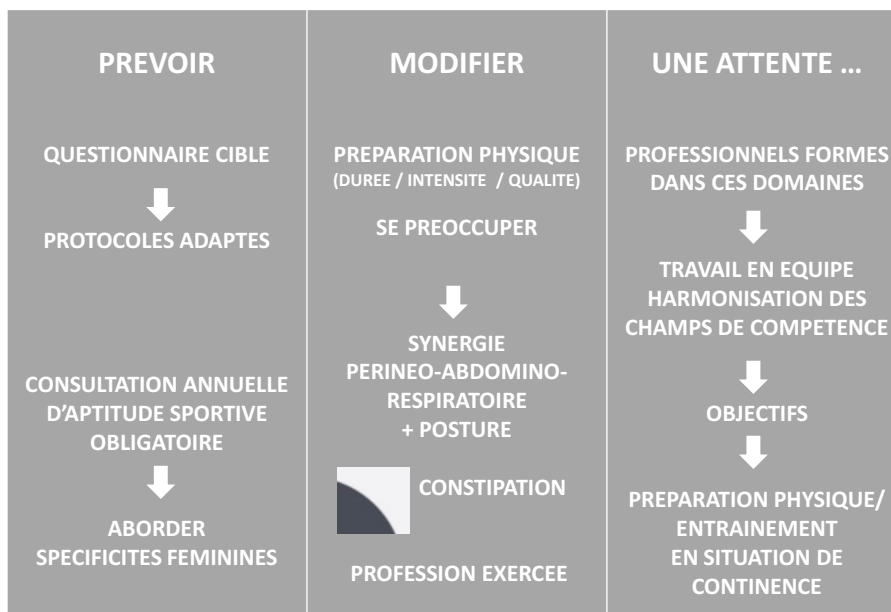 PREVOIR
QUESTIONNAIRE CIBLE
PROTOCOLES ADAPTES
CONSULTATION ANNUELLE
D’APTITUDE SPORTIVE
OBLIGATOIRE
ABORDER
SPECIFICITES FEMININES
MODIFIER
PREPARATION PHYSIQUE
(DUREE / INTENSITE / QUALITE)
SE PREOCCUPER
SYNERGIE
PERINEO-ABDOMINO-
RESPIRATOIRE
+ POSTURE
CONSTIPATION
PROFESSION EXERCEE
UNE ATTENTE …
PROFESSIONNELS FORMES
DANS CES DOMAINES
TRAVAIL EN EQUIPE
HARMONISATION DES
CHAMPS DE COMPETENCE
OBJECTIFS
PREPARATION PHYSIQUE/
ENTRAINEMENT
EN SITUATION DE
CONTINENCE